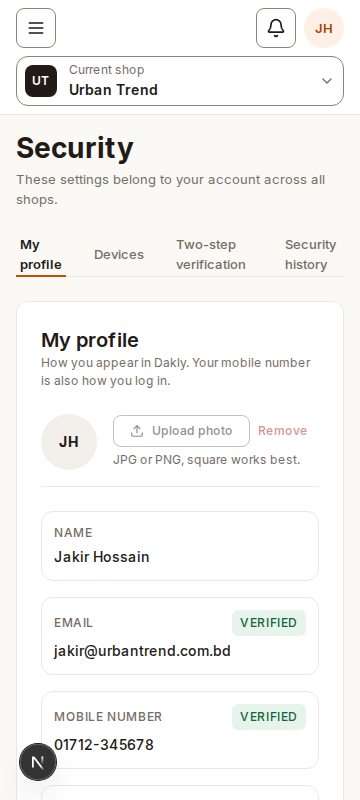 JH
UT
Current shop
Urban Trend
Security
These settings belong to your account across all
shops.
My
profile
Devices
Two-step
verification
Security
history
My profile
How you appear in Dakly. Your mobile number
is also how you log in.
JH
Upload photo
Remove
JPG or PNG, square works best.
NAME
Jakir Hossain
EMAIL
VERIFIED
jakir@urbantrend.com.bd
MOBILE NUMBER
VERIFIED
01712-345678
N